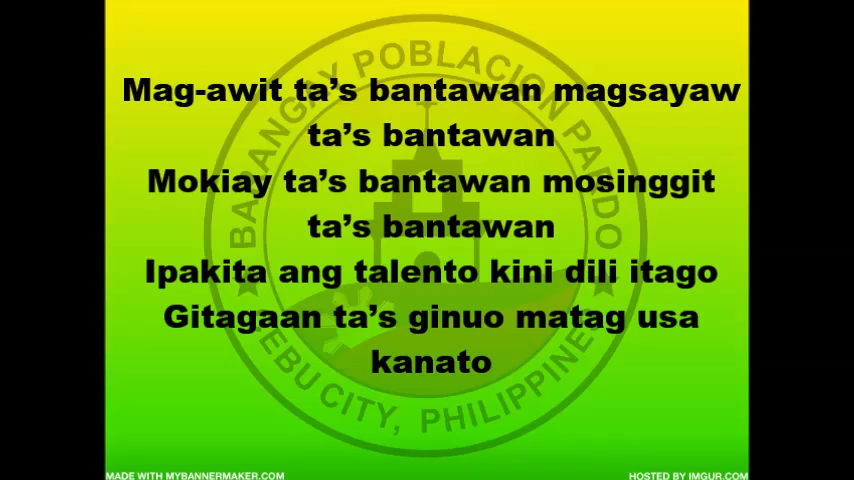 Mag-awit ta's bantawan magsayaw
ta's bantawan
Mokiay ta's bantawan mosinggit
ta's bantawan
Ipakita ang talento kini dili itago
Gitagaan ta's ginuo matag usa
kanato
BARANGAY POBLACION PARDO
CEBU CITY, PHILIPPINES
MADE WITH MYBANNERMAKER.COM
HOSTED BY IMGUR.COM